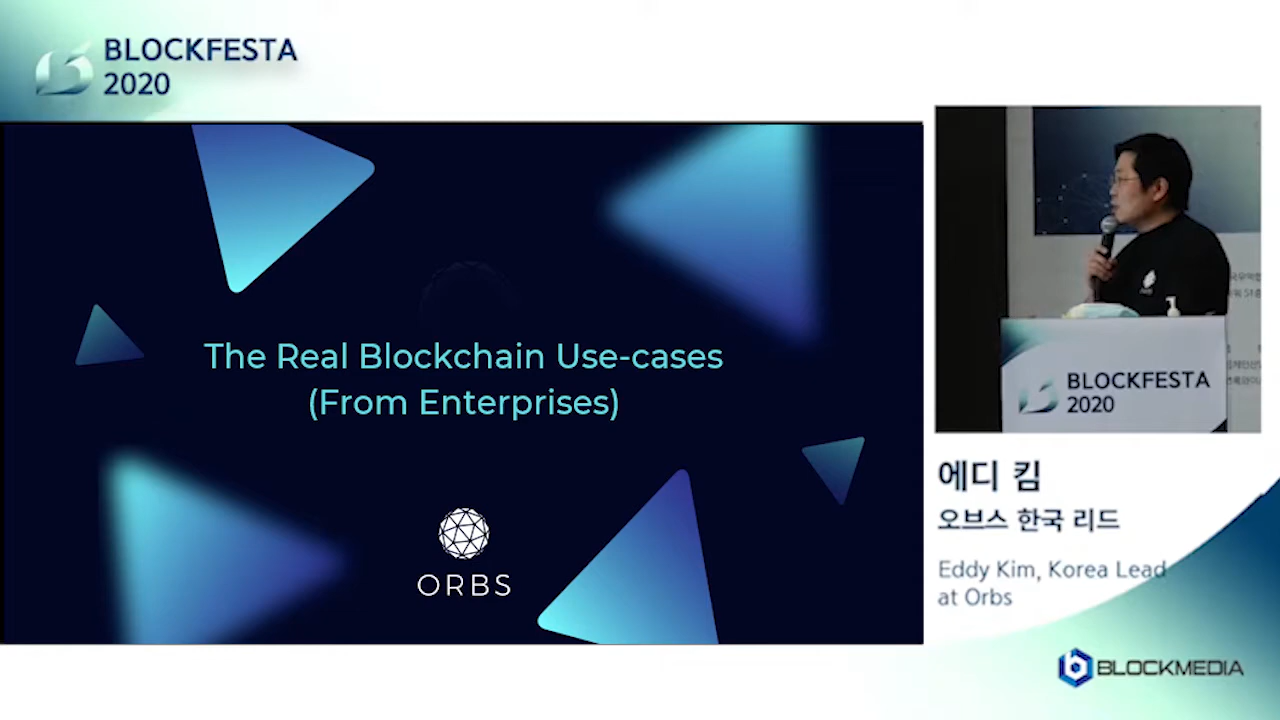 BLOCKFESTA
2020
The Real Blockchain Use-cases
(From Enterprises)
ORBS
BLOCKFESTA
2020
에디 킴
오브스 한국 리드
Eddy Kim, Korea Lead
at Orbs
BLOCKMEDIA